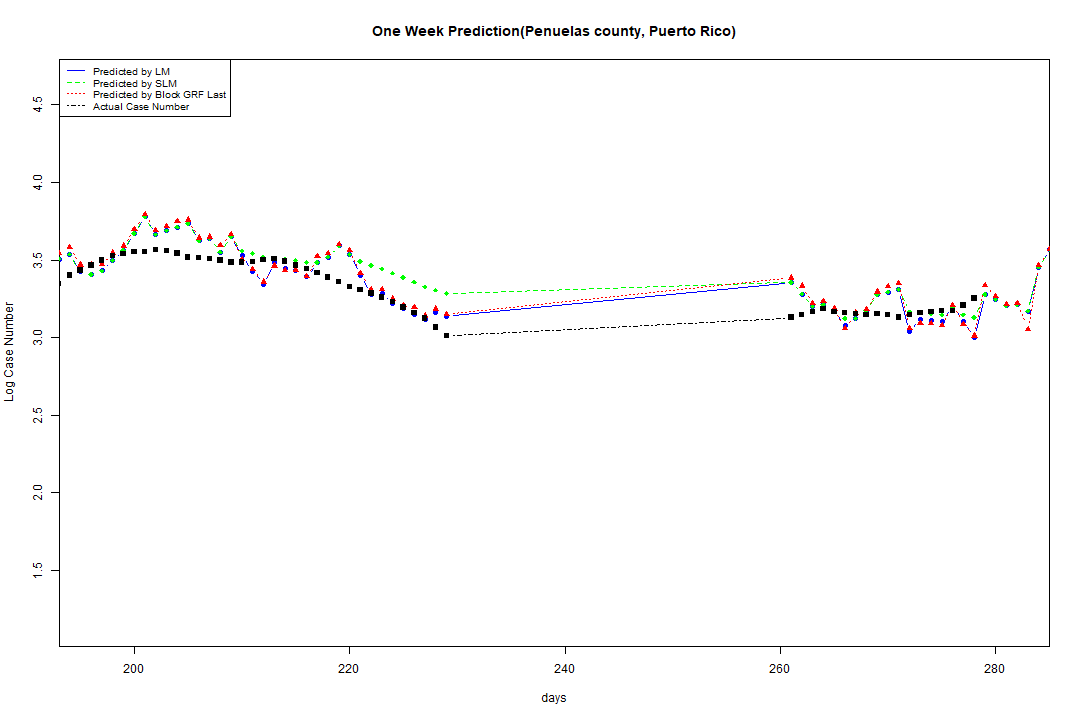 One Week Prediction(Penuelas county, Puerto Rico)
Predicted by LM
Predicted by SLM
Predicted by Block GRF Last
Actual Case Number
4.5
4.0
3.5
3.0
2.5
2.0
1.5
Log Case Number
200
220
240
260
280
days